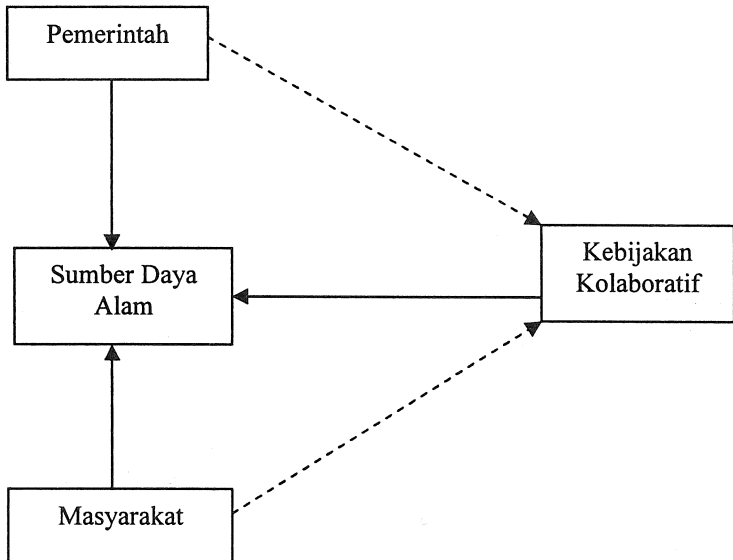 Pemerintah
Sumber Daya
Alam
Kebijakan
Kolaboratif
Masyarakat